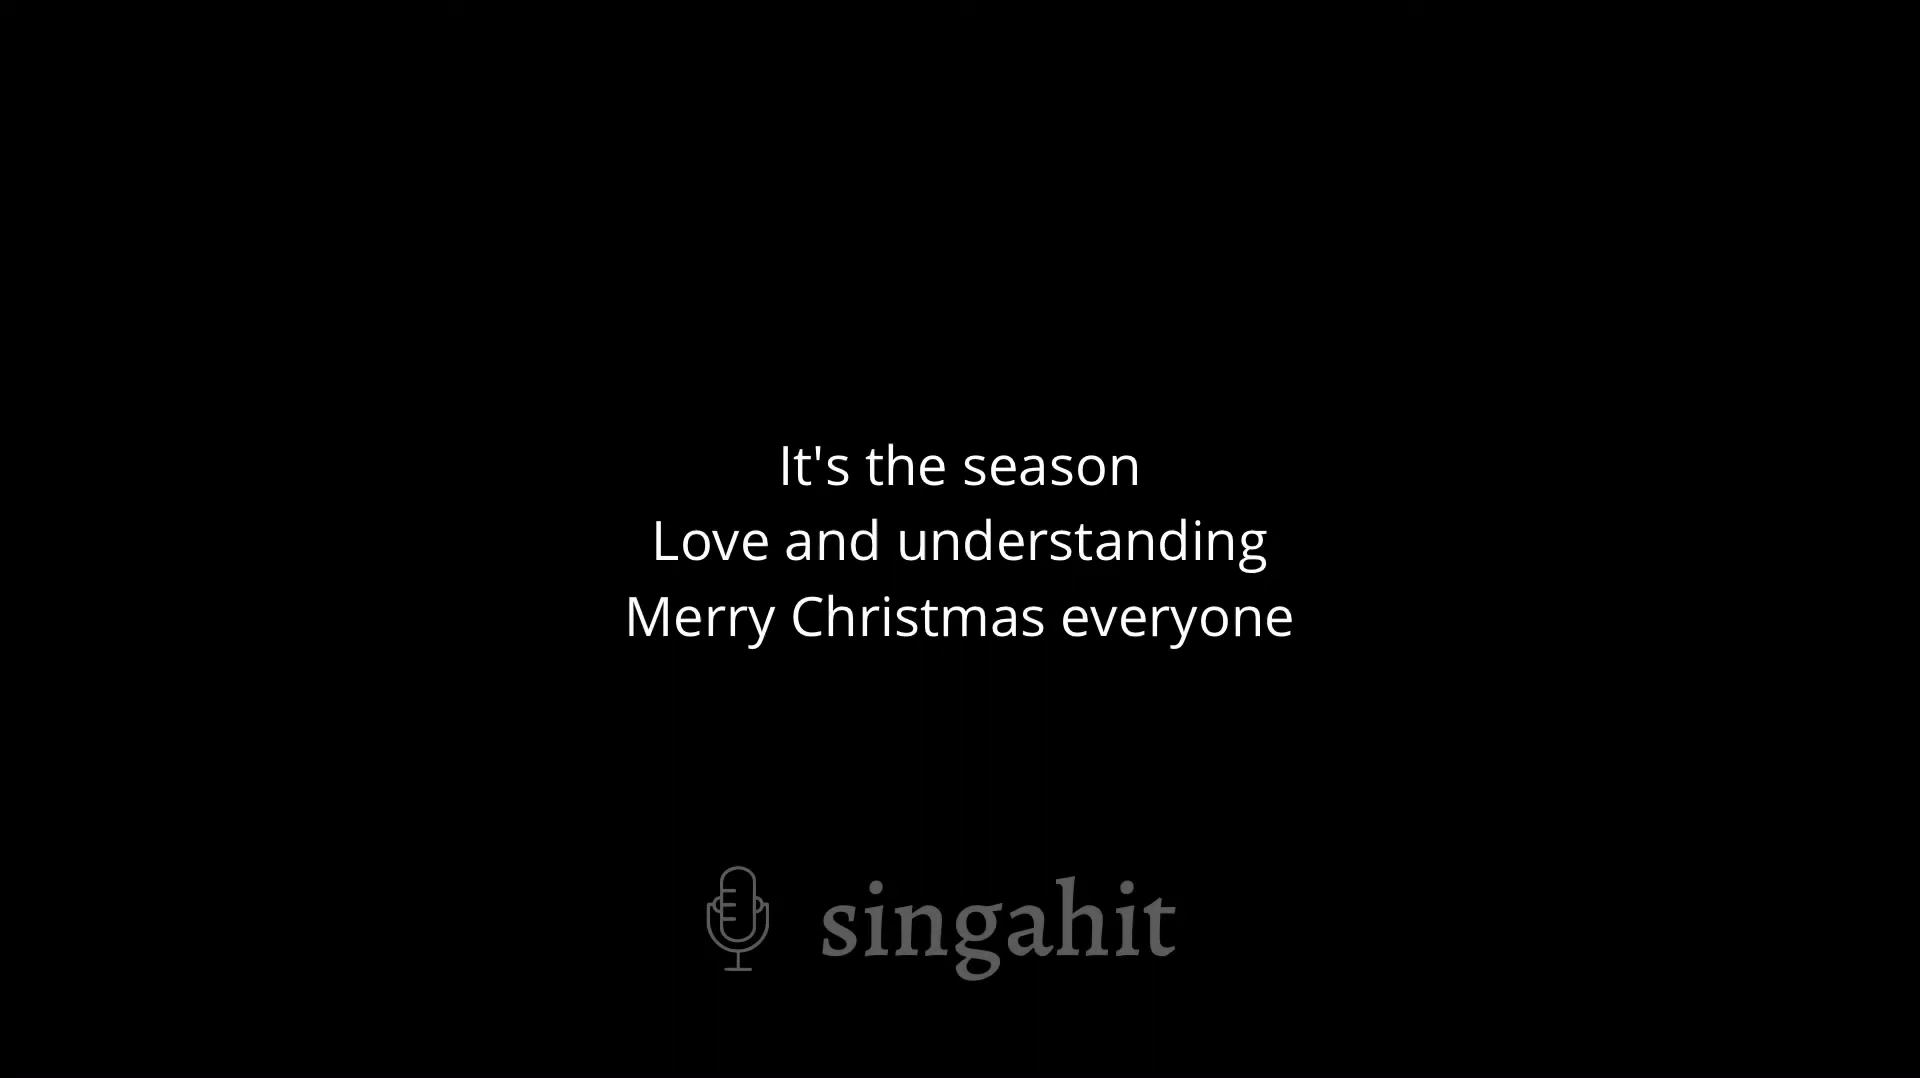 It's the season
Love and understanding
Merry Christmas everyone
singahit